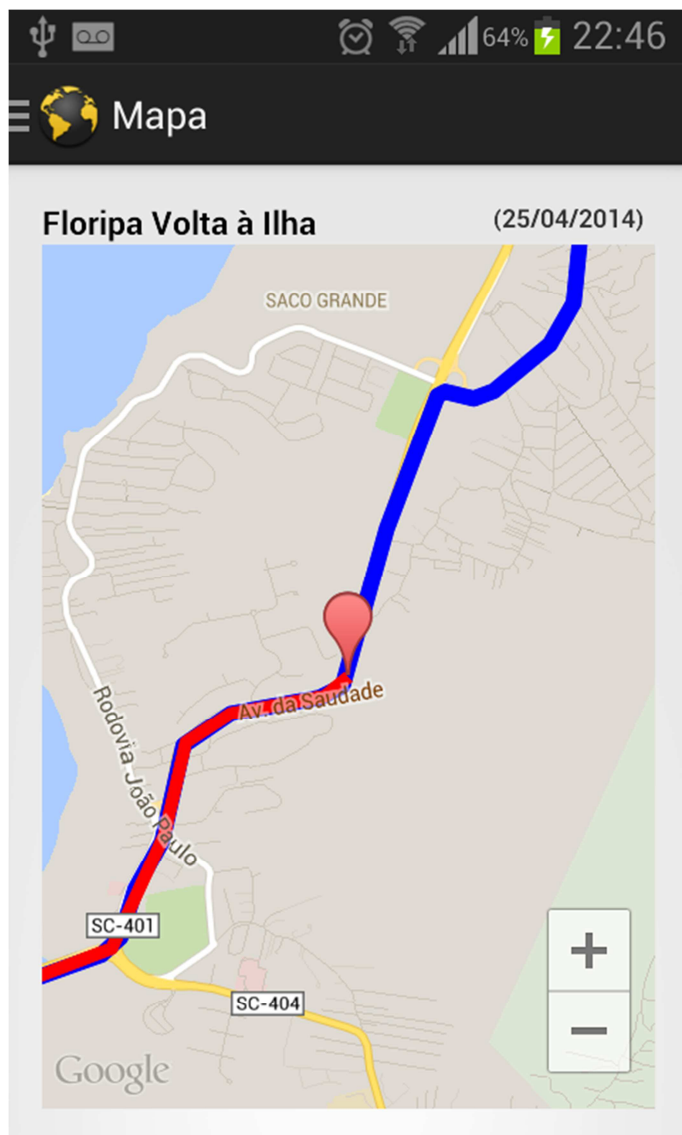 64% 22:46
Mapa
Floripa Volta à Ilha (25/04/2014)
SACO GRANDE
Av. da Saudade
Rodovia João Paulo
SC-401
SC-404
Google
+
−